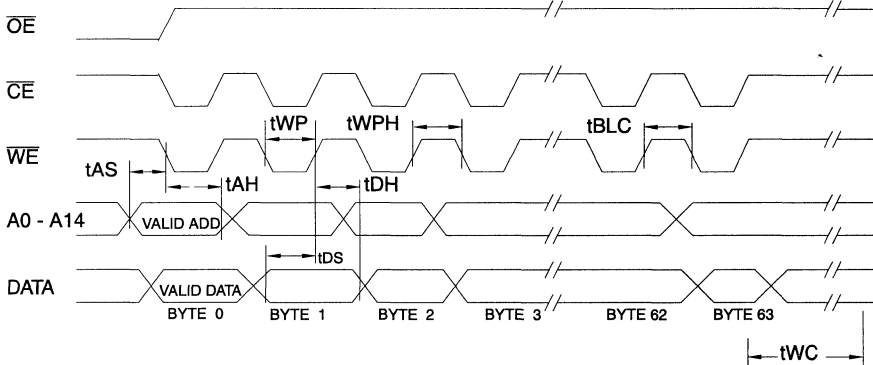 OE
CE
tWP tWPH tBLC
WE
tAS
tAH tDH
A0 - A14 VALID ADD
tDS
DATA VALID DATA
BYTE 0 BYTE 1 BYTE 2 BYTE 3 BYTE 62 BYTE 63
tWC